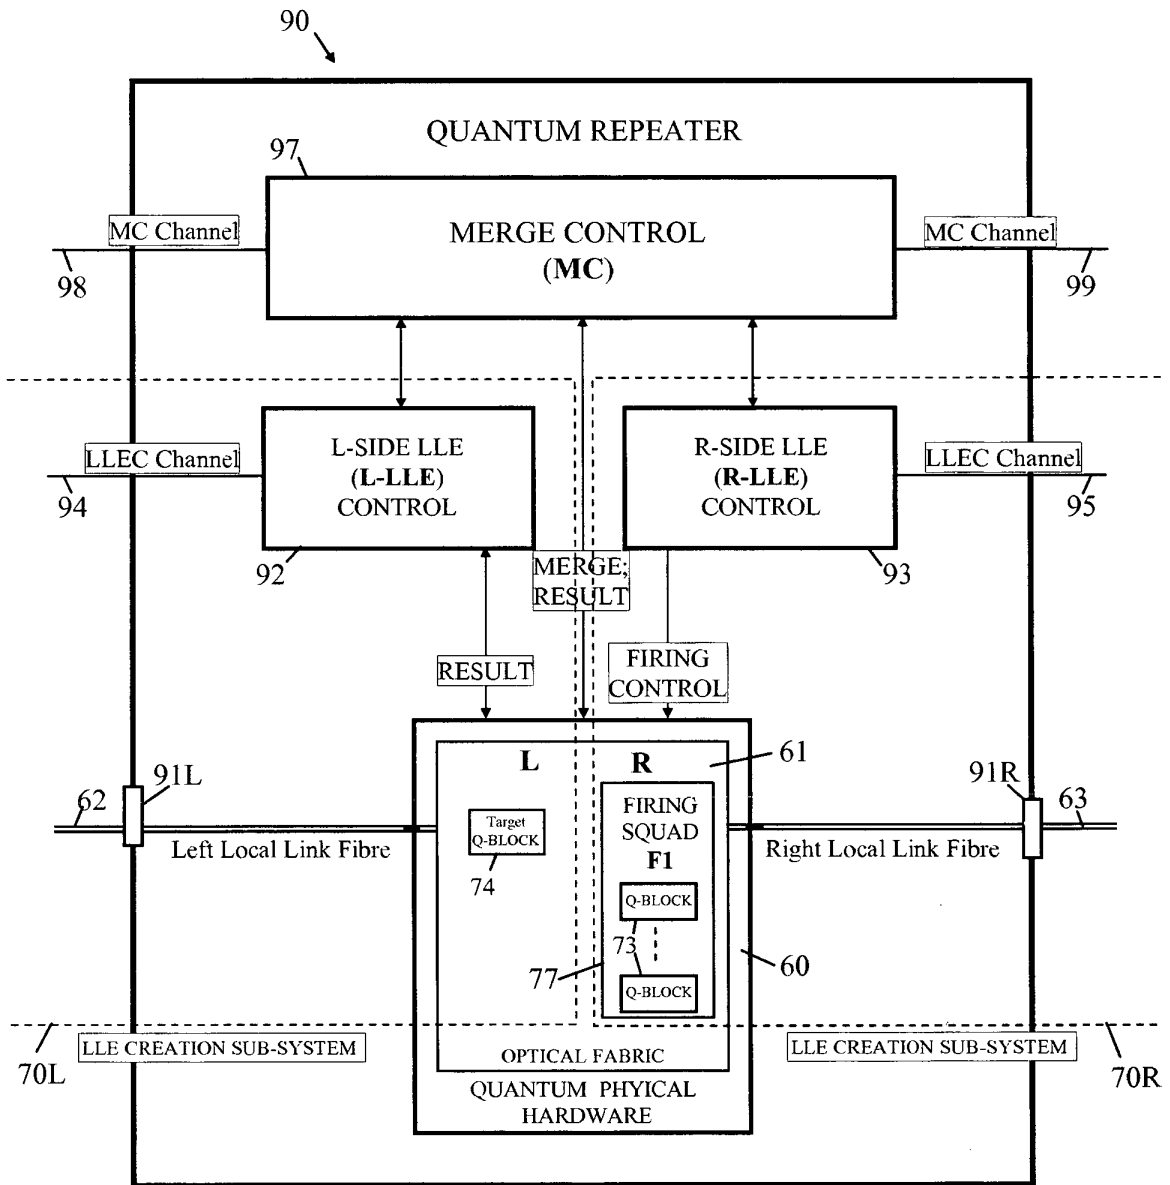 90
QUANTUM REPEATER
97
MC Channel
MERGE CONTROL
(MC)
MC Channel
98
99
LLEC Channel
L-SIDE LLE
(L-LLE)
CONTROL
R-SIDE LLE
(R-LLE)
CONTROL
LLEC Channel
94
95
92
93
MERGE;
RESULT
RESULT
FIRING
CONTROL
L
R
61
91L
91R
62
63
Target
Q-BLOCK
74
FIRING
SQUAD
F1
Left Local Link Fibre
Right Local Link Fibre
Q-BLOCK
73
77
60
Q-BLOCK
LLE CREATION SUB-SYSTEM
LLE CREATION SUB-SYSTEM
70L
70R
OPTICAL FABRIC
QUANTUM PHYICAL
HARDWARE